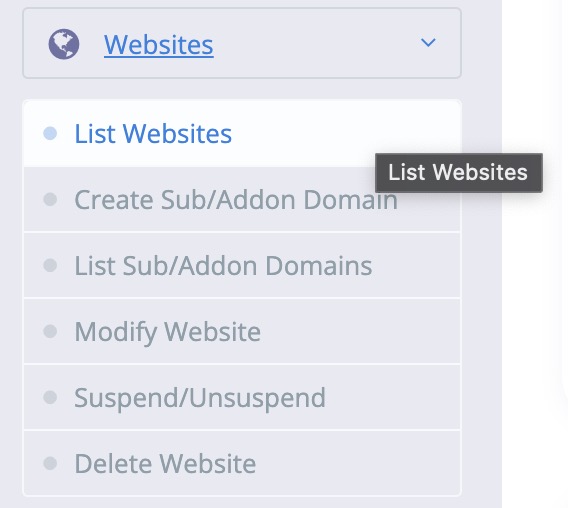 Websites
List Websites
List Websites
Create Sub/Addon Domain
List Sub/Addon Domains
Modify Website
Suspend/Unsuspend
Delete Website